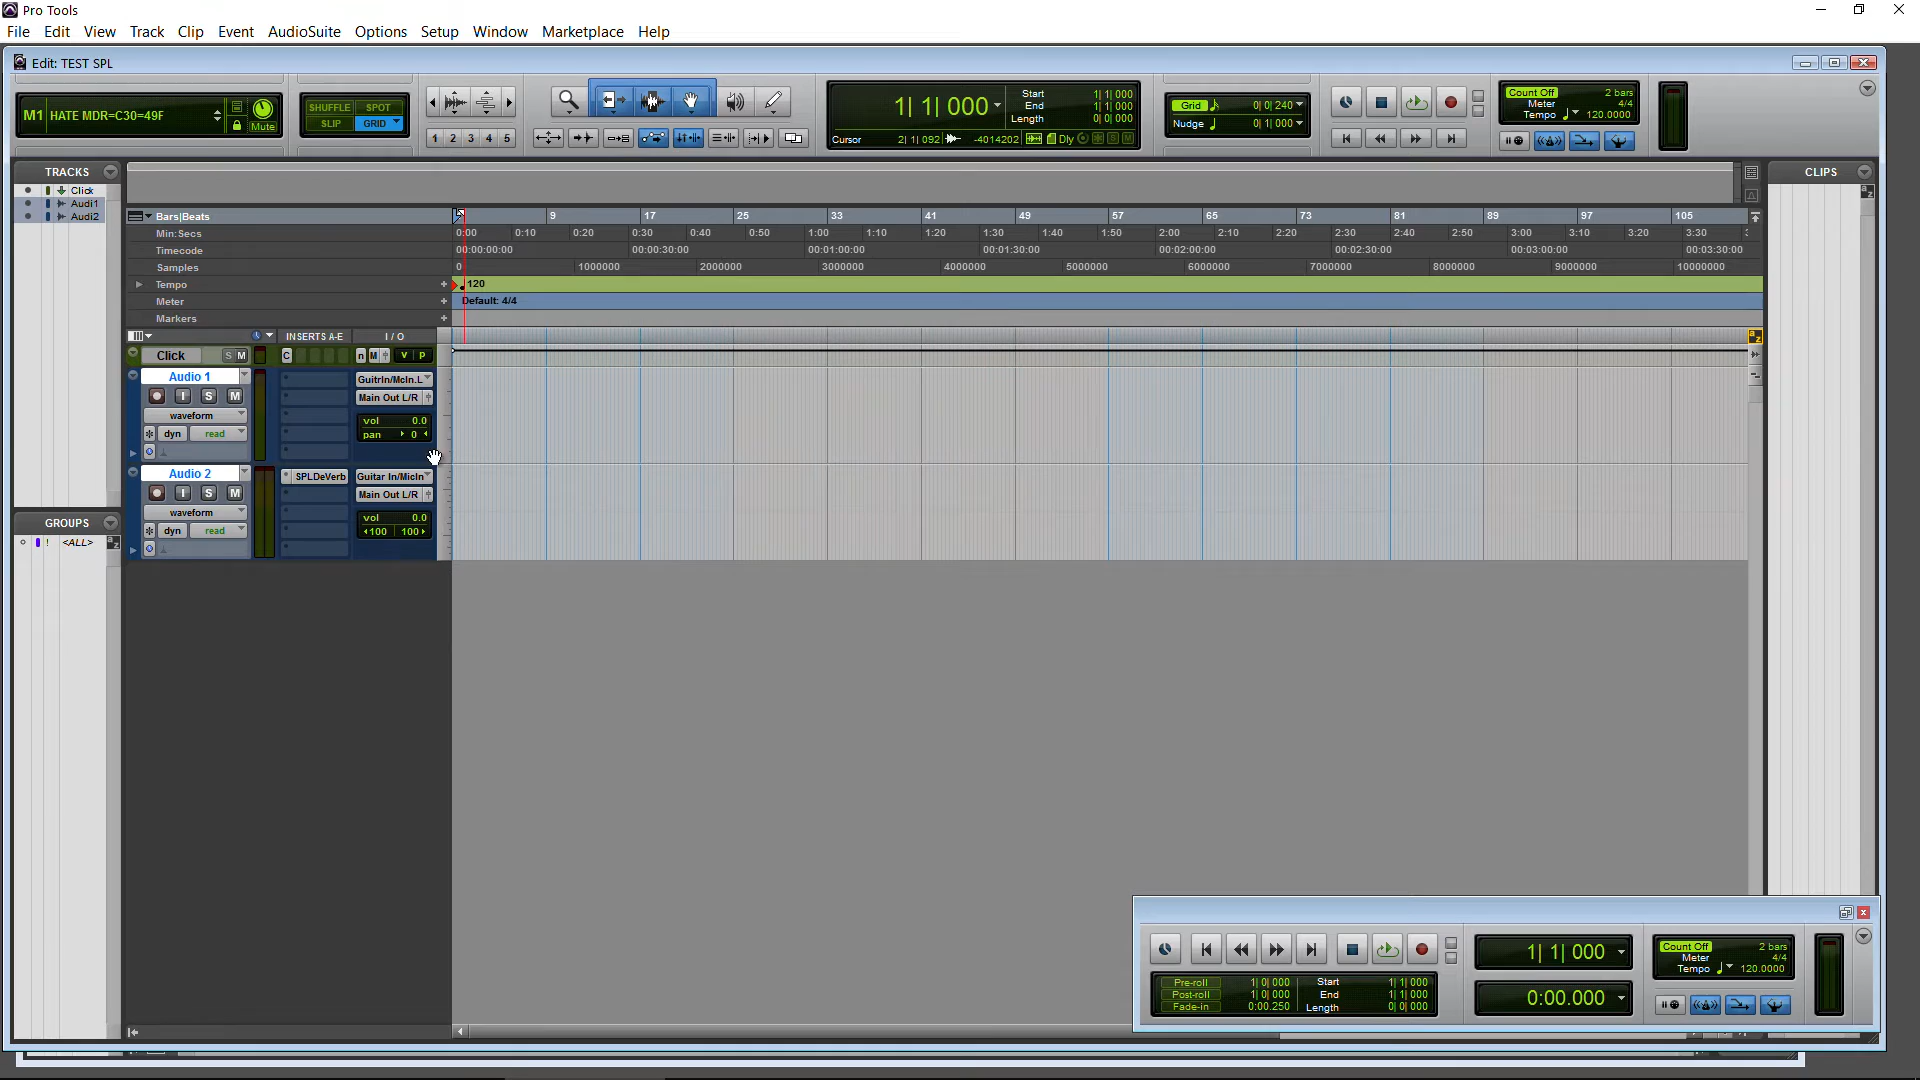 Pro Tools
File Edit View Track Clip Event AudioSuite Options Setup Window Marketplace Help
Edit: TEST SPL
M1 HATE MDR=C30=49F
Mute
SHUFFLE SPOT
SLIP GRID
1 2 3 4 5
1| 1| 000
Start 1| 1| 000
End 1| 1| 000
Length 0| 0| 000
Cursor 2| 1| 092 -4014202 Dly S M
Grid 0| 0| 240
Nudge 0| 1| 000
Count Off 2 bars
Meter 4/4
Tempo 120.0000
TRACKS
Click
Audi1
Audi2
CLIPS
Bars|Beats 9 17 25 33 41 49 57 65 73 81 89 97 105
Min:Secs 0:00 0:10 0:20 0:30 0:40 0:50 1:00 1:10 1:20 1:30 1:40 1:50 2:00 2:10 2:20 2:30 2:40 2:50 3:00 3:10 3:20 3:30
Timecode 00:00:00:00 00:00:30:00 00:01:00:00 00:01:30:00 00:02:00:00 00:02:30:00 00:03:00:00 00:03:30:00
Samples 0 1000000 2000000 3000000 4000000 5000000 6000000 7000000 8000000 9000000 10000000
Tempo 120
Meter Default: 4/4
Markers
INSERTS A-E I / O
Click S M C n M V P
Audio 1 GuitrIn/McIn.L
I S M Main Out L/R
waveform vol 0.0
dyn read pan 0
Audio 2 SPLDeVerb Guitar In/MicIn
I S M Main Out L/R
waveform vol 0.0
dyn read 100 100
GROUPS
! <ALL>
1| 1| 000
Count Off 2 bars
Meter 4/4
Tempo 120.0000
Pre-roll 1| 0| 000 Start 1| 1| 000
Post-roll 1| 0| 000 End 1| 1| 000
Fade-in 0:00.250 Length 0| 0| 000
0:00.000